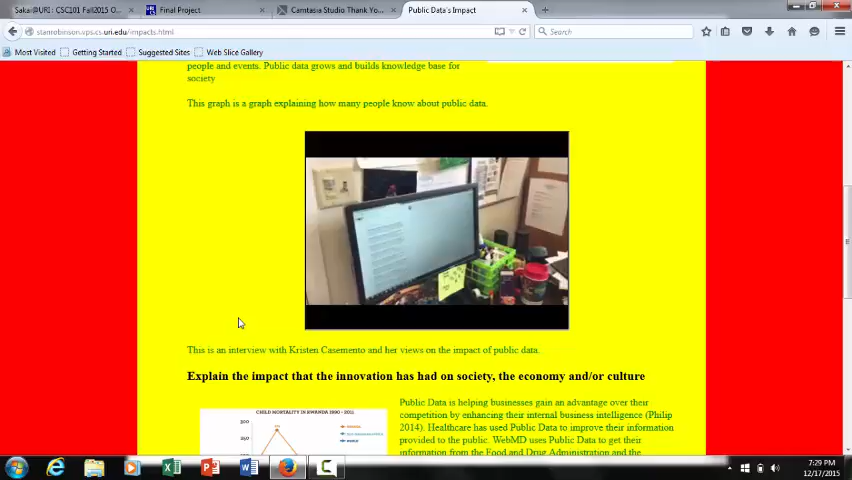 Sakai@URI : CSC101 Fall2015 O...
Final Project
Camtasia Studio Thank Yo...
Public Data's Impact
stanrobinson.vps.cs.uri.edu/impacts.html
Search
Most Visited
Getting Started
Suggested Sites
Web Slice Gallery
people and events. Public data grows and builds knowledge base for
society
This graph is a graph explaining how many people know about public data.
This is an interview with Kristen Casemento and her views on the impact of public data.
Explain the impact that the innovation has had on society, the economy and/or culture
CHILD MORTALITY IN RWANDA 1990 - 2011
300
Public Data is helping businesses gain an advantage over their
competition by enhancing their internal business intelligence (Philip
2014). Healthcare has used Public Data to improve their information
provided to the public. WebMD uses Public Data to get their
information from the Food and Drug Administration and the
7:29 PM
12/17/2015